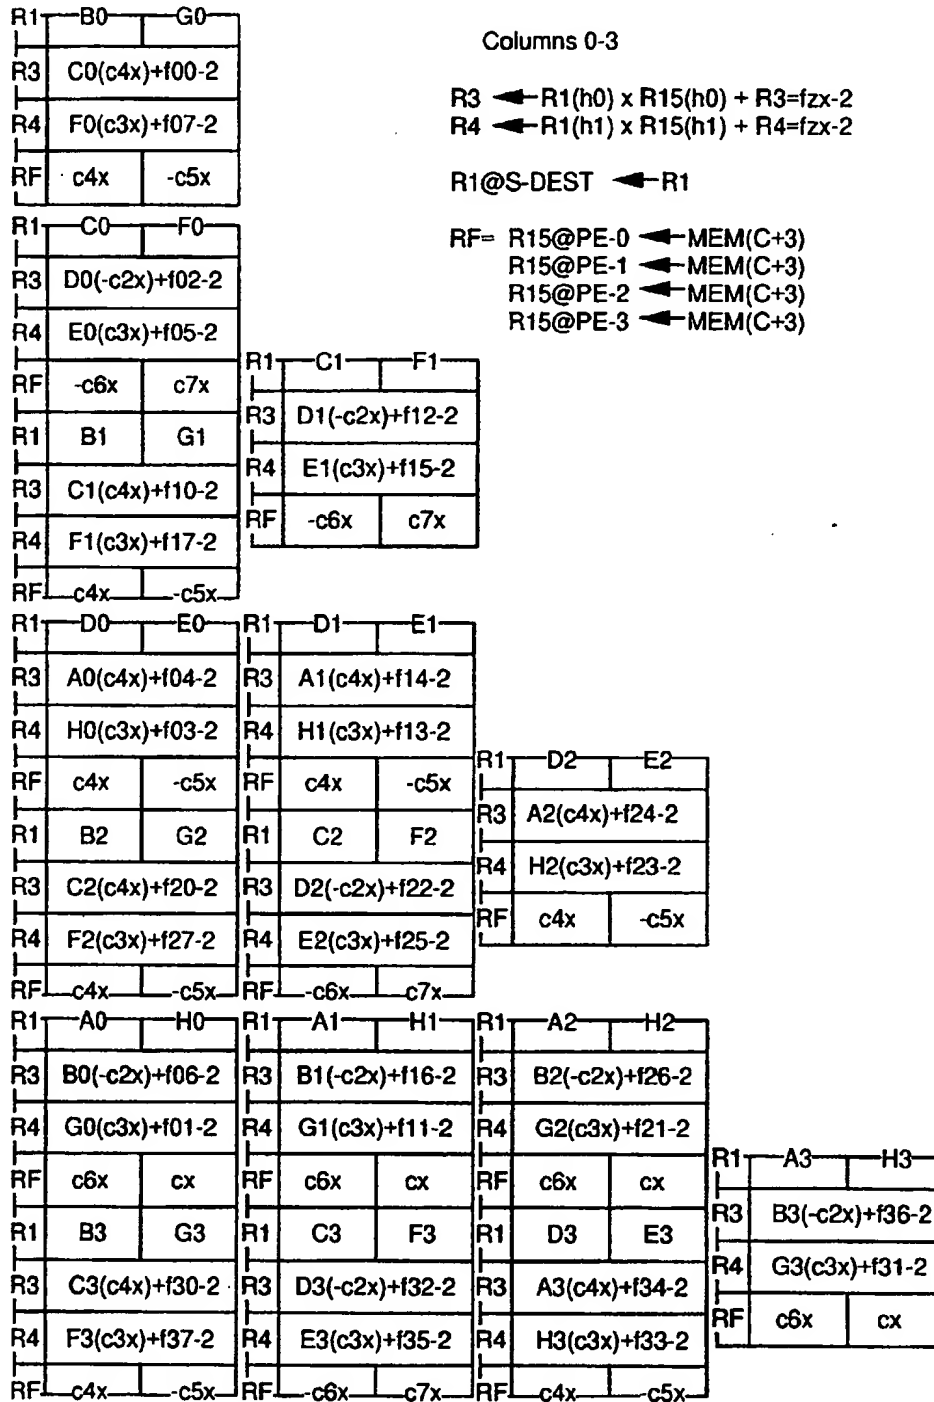 Columns 0-3
R3 ◄ R1(h0) x R15(h0) + R3=fzx-2
R4 ◄ R1(h1) x R15(h1) + R4=fzx-2
R1@S-DEST ◄ R1
RF= R15@PE-0 ◄ MEM(C+3)
R15@PE-1 ◄ MEM(C+3)
R15@PE-2 ◄ MEM(C+3)
R15@PE-3 ◄ MEM(C+3)
R1 B0 G0
R3 C0(c4x)+f00-2
R4 F0(c3x)+f07-2
RF c4x -c5x
R1 C0 F0
R3 D0(-c2x)+f02-2
R4 E0(c3x)+f05-2
RF -c6x c7x
R1 B1 G1
R3 C1(c4x)+f10-2
R4 F1(c3x)+f17-2
RF c4x -c5x
R1 C1 F1
R3 D1(-c2x)+f12-2
R4 E1(c3x)+f15-2
RF -c6x c7x
R1 D0 E0
R3 A0(c4x)+f04-2
R4 H0(c3x)+f03-2
RF c4x -c5x
R1 B2 G2
R3 C2(c4x)+f20-2
R4 F2(c3x)+f27-2
RF c4x -c5x
R1 D1 E1
R3 A1(c4x)+f14-2
R4 H1(c3x)+f13-2
RF c4x -c5x
R1 C2 F2
R3 D2(-c2x)+f22-2
R4 E2(c3x)+f25-2
RF -c6x c7x
R1 D2 E2
R3 A2(c4x)+f24-2
R4 H2(c3x)+f23-2
RF c4x -c5x
R1 A0 H0
R3 B0(-c2x)+f06-2
R4 G0(c3x)+f01-2
RF c6x cx
R1 B3 G3
R3 C3(c4x)+f30-2
R4 F3(c3x)+f37-2
RF c4x -c5x
R1 A1 H1
R3 B1(-c2x)+f16-2
R4 G1(c3x)+f11-2
RF c6x cx
R1 C3 F3
R3 D3(-c2x)+f32-2
R4 E3(c3x)+f35-2
RF -c6x c7x
R1 A2 H2
R3 B2(-c2x)+f26-2
R4 G2(c3x)+f21-2
RF c6x cx
R1 D3 E3
R3 A3(c4x)+f34-2
R4 H3(c3x)+f33-2
RF c4x -c5x
R1 A3 H3
R3 B3(-c2x)+f36-2
R4 G3(c3x)+f31-2
RF c6x cx